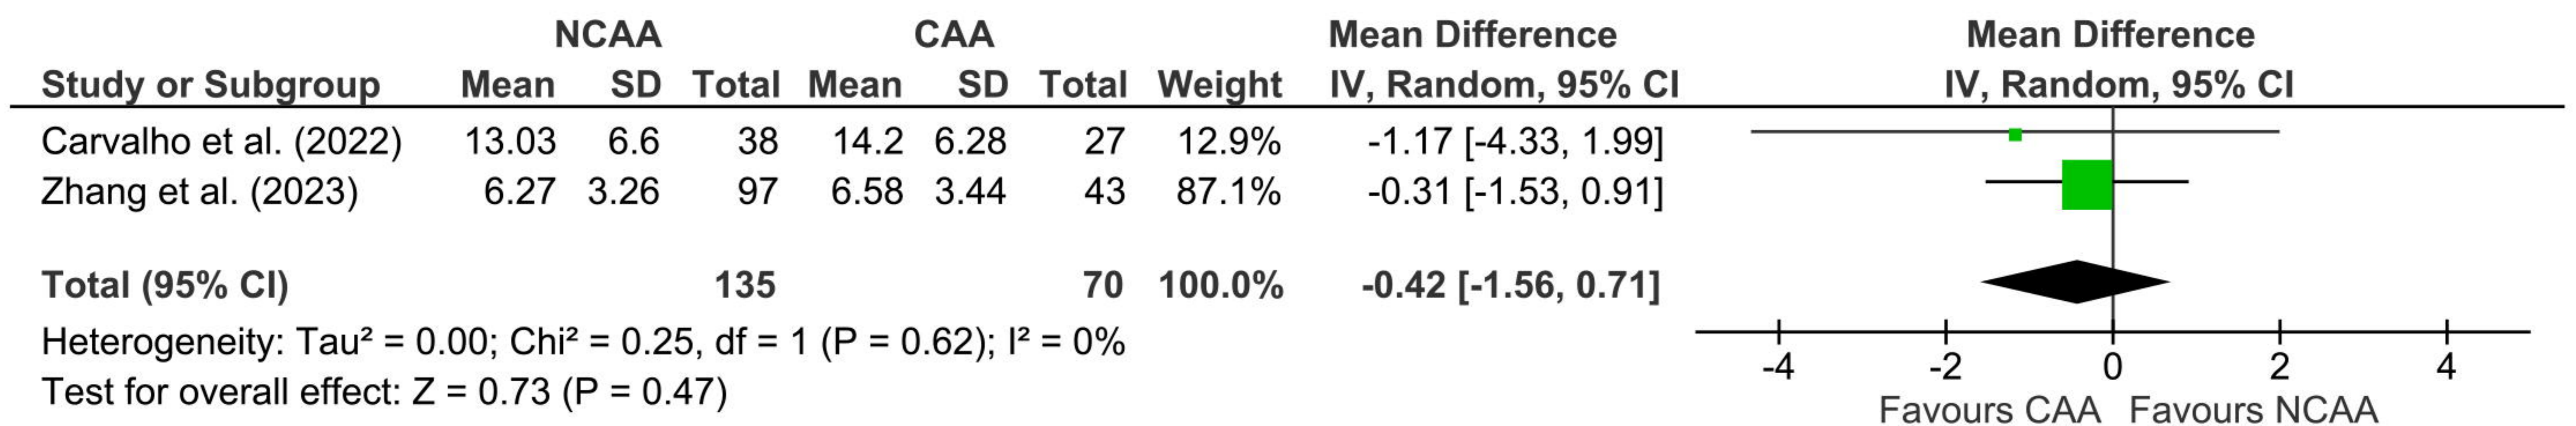 NCAA CAA Mean Difference Mean Difference
Study or Subgroup Mean SD Total Mean SD Total Weight IV, Random, 95% CI IV, Random, 95% CI
Carvalho et al. (2022) 13.03 6.6 38 14.2 6.28 27 12.9% -1.17 [-4.33, 1.99]
Zhang et al. (2023) 6.27 3.26 97 6.58 3.44 43 87.1% -0.31 [-1.53, 0.91]
Total (95% CI) 135 70 100.0% -0.42 [-1.56, 0.71]
Heterogeneity: Tau² = 0.00; Chi² = 0.25, df = 1 (P = 0.62); I² = 0%
Test for overall effect: Z = 0.73 (P = 0.47)
-4 -2 0 2 4
Favours CAA Favours NCAA